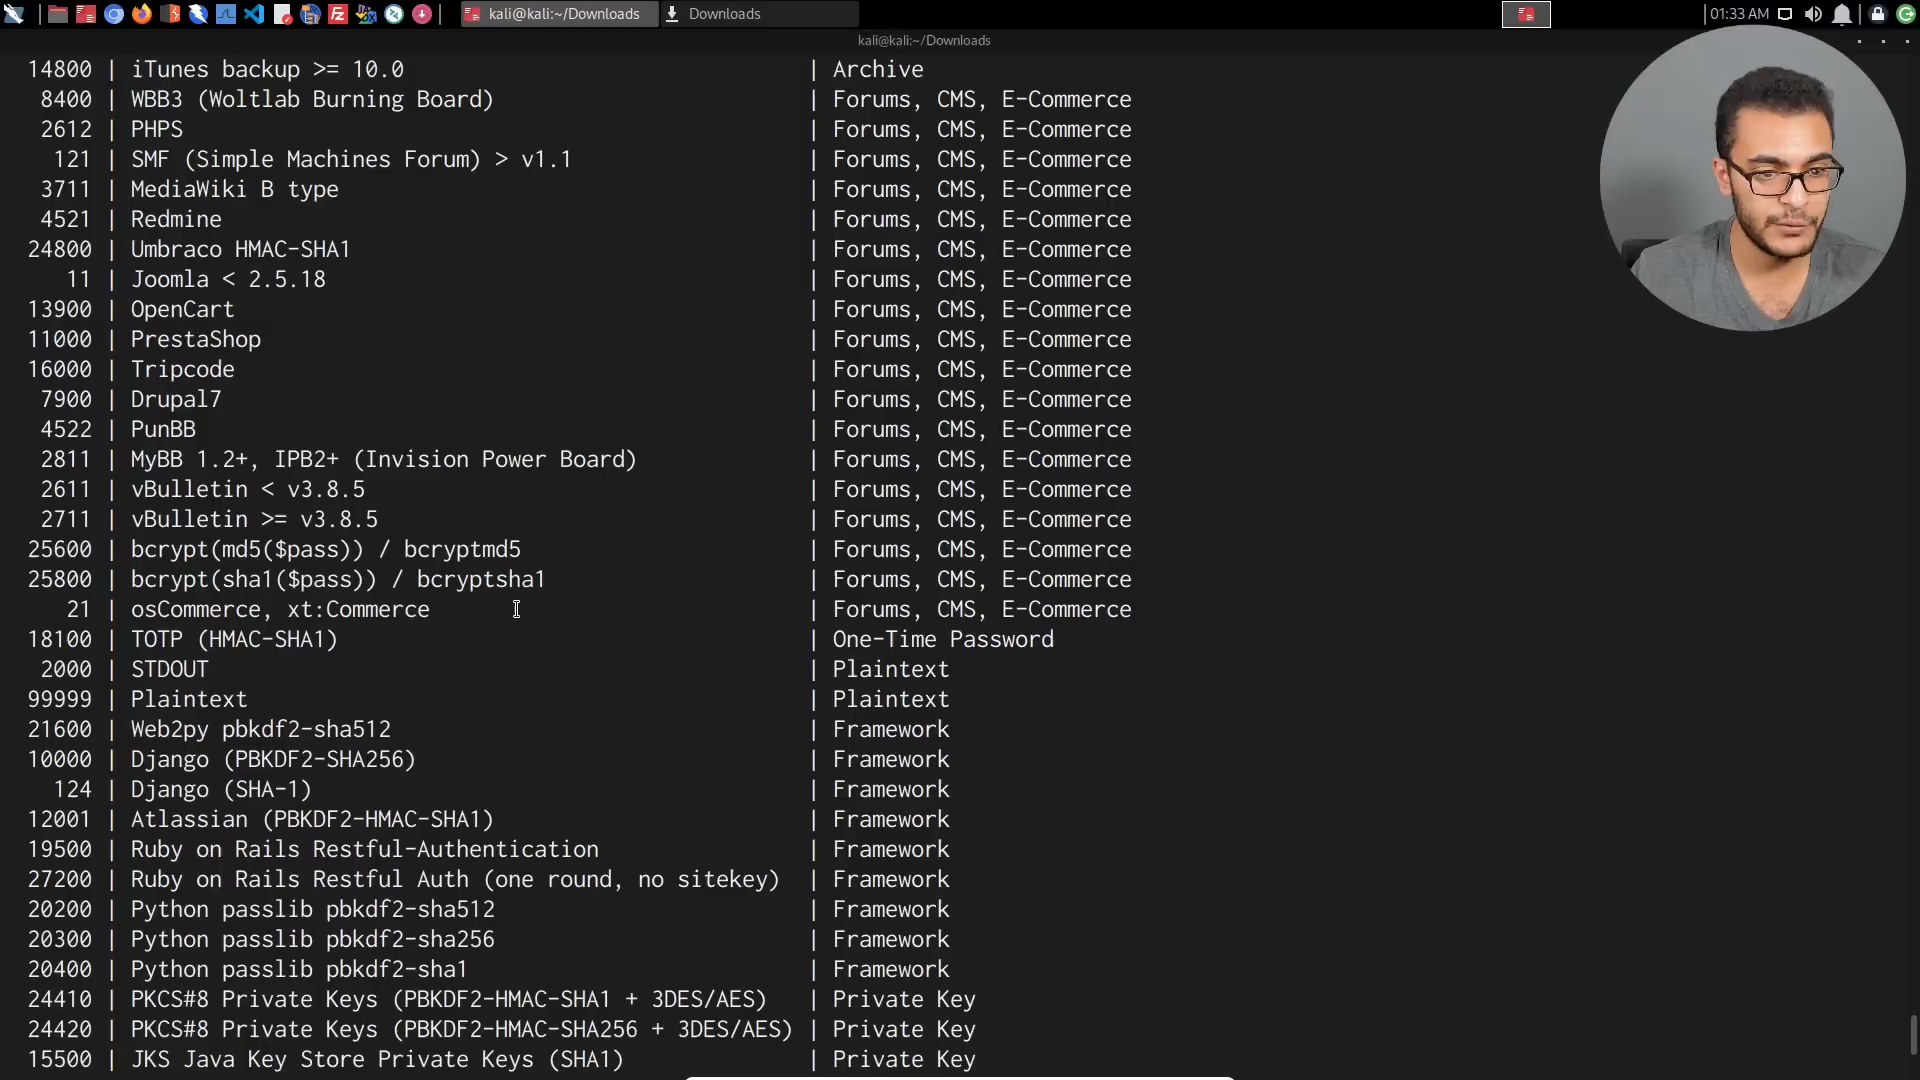 kali@kali:~/Downloads
Downloads
01:33 AM
kali@kali:~/Downloads
14800 | iTunes backup >= 10.0 | Archive
8400 | WBB3 (Woltlab Burning Board) | Forums, CMS, E-Commerce
2612 | PHPS | Forums, CMS, E-Commerce
121 | SMF (Simple Machines Forum) > v1.1 | Forums, CMS, E-Commerce
3711 | MediaWiki B type | Forums, CMS, E-Commerce
4521 | Redmine | Forums, CMS, E-Commerce
24800 | Umbraco HMAC-SHA1 | Forums, CMS, E-Commerce
11 | Joomla < 2.5.18 | Forums, CMS, E-Commerce
13900 | OpenCart | Forums, CMS, E-Commerce
11000 | PrestaShop | Forums, CMS, E-Commerce
16000 | Tripcode | Forums, CMS, E-Commerce
7900 | Drupal7 | Forums, CMS, E-Commerce
4522 | PunBB | Forums, CMS, E-Commerce
2811 | MyBB 1.2+, IPB2+ (Invision Power Board) | Forums, CMS, E-Commerce
2611 | vBulletin < v3.8.5 | Forums, CMS, E-Commerce
2711 | vBulletin >= v3.8.5 | Forums, CMS, E-Commerce
25600 | bcrypt(md5($pass)) / bcryptmd5 | Forums, CMS, E-Commerce
25800 | bcrypt(sha1($pass)) / bcryptsha1 | Forums, CMS, E-Commerce
21 | osCommerce, xt:Commerce | Forums, CMS, E-Commerce
18100 | TOTP (HMAC-SHA1) | One-Time Password
2000 | STDOUT | Plaintext
99999 | Plaintext | Plaintext
21600 | Web2py pbkdf2-sha512 | Framework
10000 | Django (PBKDF2-SHA256) | Framework
124 | Django (SHA-1) | Framework
12001 | Atlassian (PBKDF2-HMAC-SHA1) | Framework
19500 | Ruby on Rails Restful-Authentication | Framework
27200 | Ruby on Rails Restful Auth (one round, no sitekey) | Framework
20200 | Python passlib pbkdf2-sha512 | Framework
20300 | Python passlib pbkdf2-sha256 | Framework
20400 | Python passlib pbkdf2-sha1 | Framework
24410 | PKCS#8 Private Keys (PBKDF2-HMAC-SHA1 + 3DES/AES) | Private Key
24420 | PKCS#8 Private Keys (PBKDF2-HMAC-SHA256 + 3DES/AES) | Private Key
15500 | JKS Java Key Store Private Keys (SHA1) | Private Key